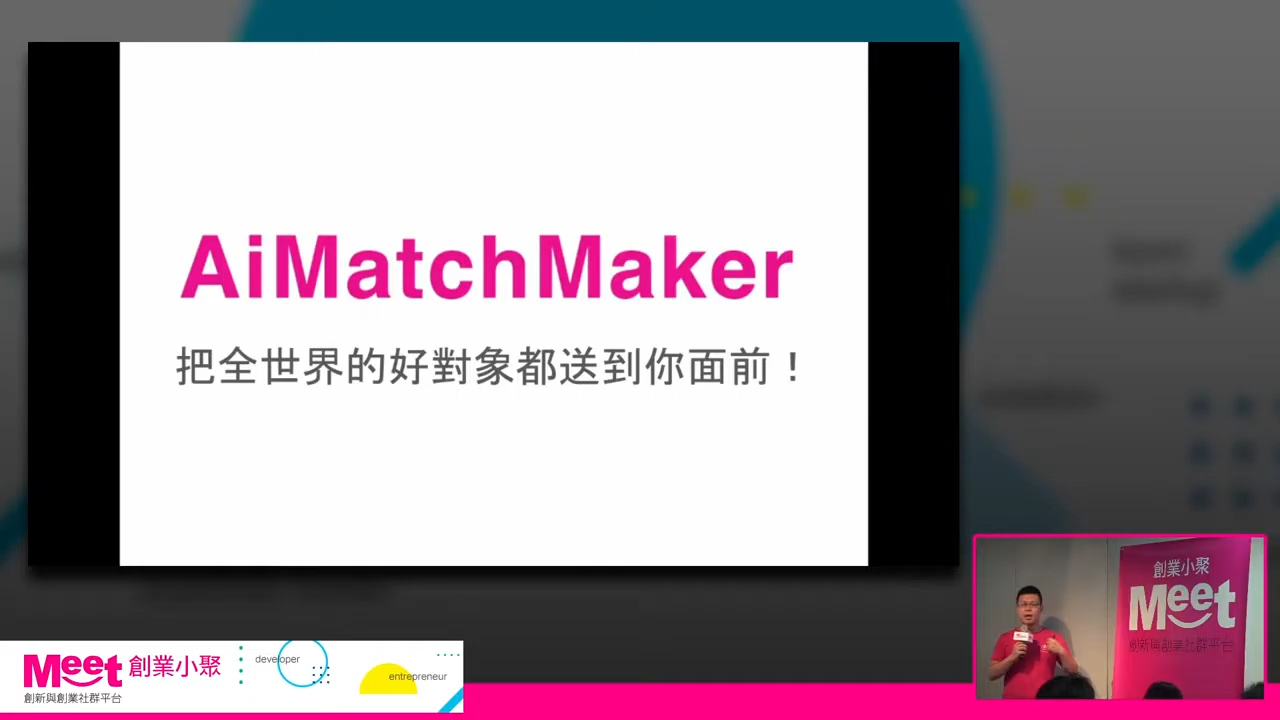 AiMatchMaker
把全世界的好對象都送到你面前！
創業小聚
Meet
創新與創業社群平台
Meet 創業小聚
創新與創業社群平台
developer
entrepreneur